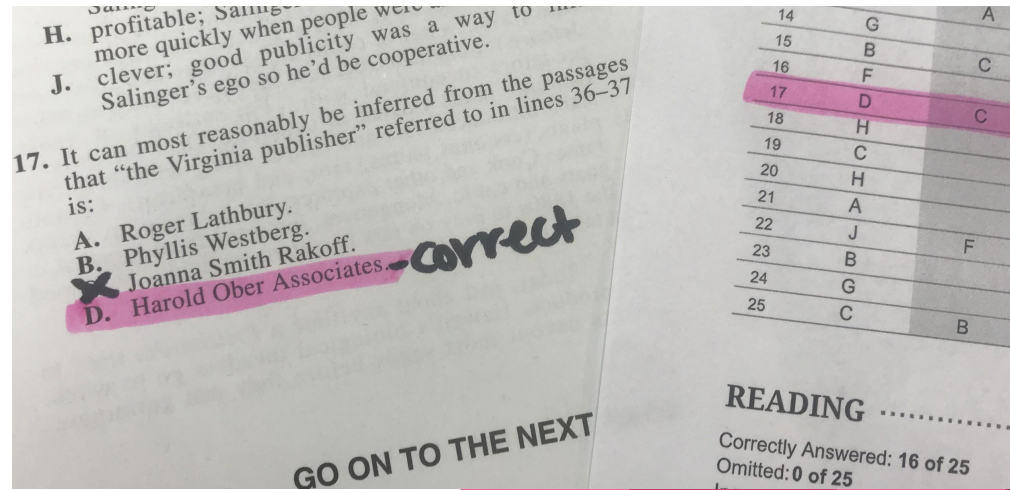 H. profitable;
more quickly when people were
J. clever; good publicity was a way to
Salinger's ego so he'd be cooperative.
17. It can most reasonably be inferred from the passages
that “the Virginia publisher” referred to in lines 36–37
is:
A. Roger Lathbury.
B. Phyllis Westberg.
Joanna Smith Rakoff.
D. Harold Ober Associates. - correct
GO ON TO THE NEXT
14 G A
15 B
16 F C
17 D C
18 H
19 C
20 H
21 A
22 J F
23 B
24 G
25 C B
READING ..............
Correctly Answered: 16 of 25
Omitted: 0 of 25